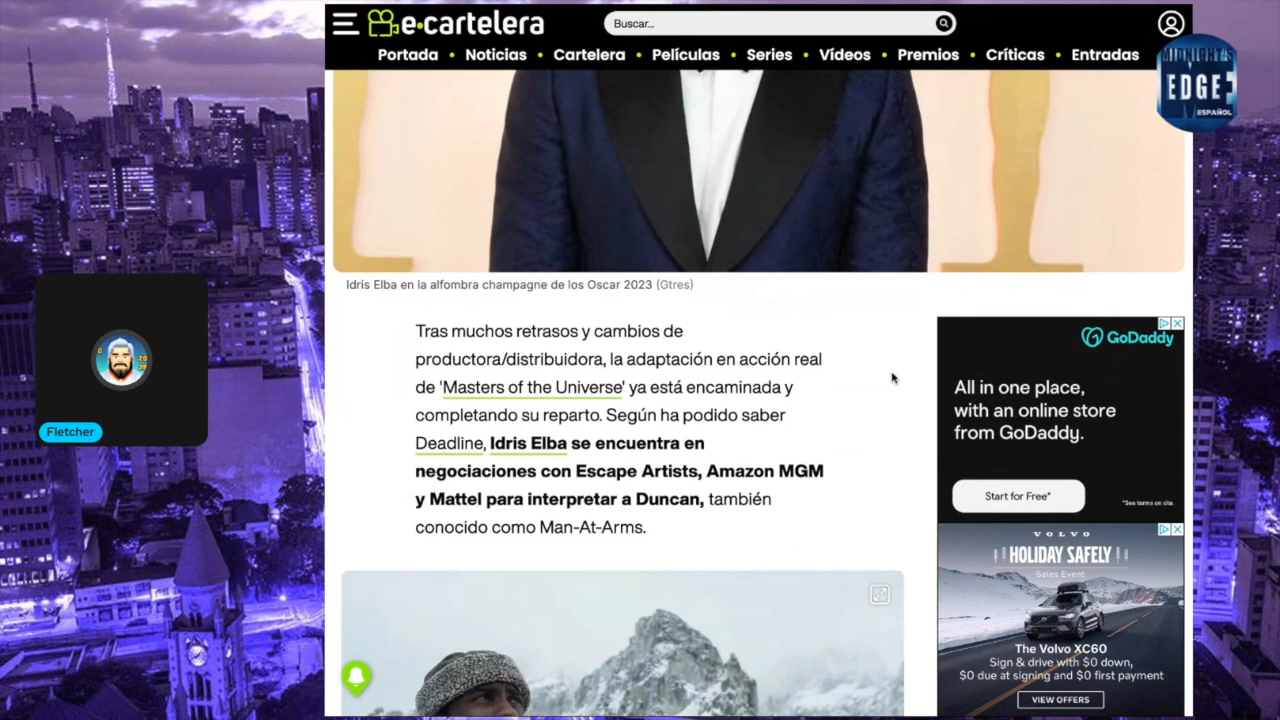 e·cartelera
Buscar...
Portada • Noticias • Cartelera • Películas • Series • Vídeos • Premios • Críticas • Entradas
MIDNIGHT'S
EDGE
ESPAÑOL
Idris Elba en la alfombra champagne de los Oscar 2023 (Gtres)
Tras muchos retrasos y cambios de
productora/distribuidora, la adaptación en acción real
de 'Masters of the Universe' ya está encaminada y
completando su reparto. Según ha podido saber
Deadline, Idris Elba se encuentra en
negociaciones con Escape Artists, Amazon MGM
y Mattel para interpretar a Duncan, también
conocido como Man-At-Arms.
Fletcher
GoDaddy
All in one place,
with an online store
from GoDaddy.
Start for Free*
*See terms on site.
VOLVO
HOLIDAY SAFELY
Sales Event
The Volvo XC60
Sign & drive with $0 down,
$0 due at signing and $0 first payment
VIEW OFFERS